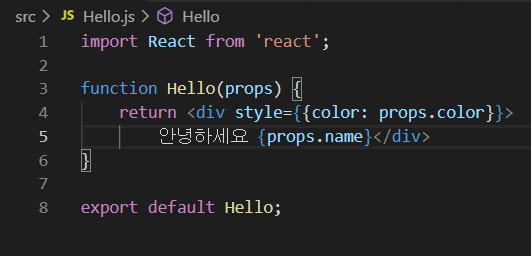 src > JS Hello.js > Hello
1 import React from 'react';
2
3 function Hello(props) {
4     return <div style={{color: props.color}}>
5         안녕하세요 {props.name}</div>
6 }
7
8 export default Hello;